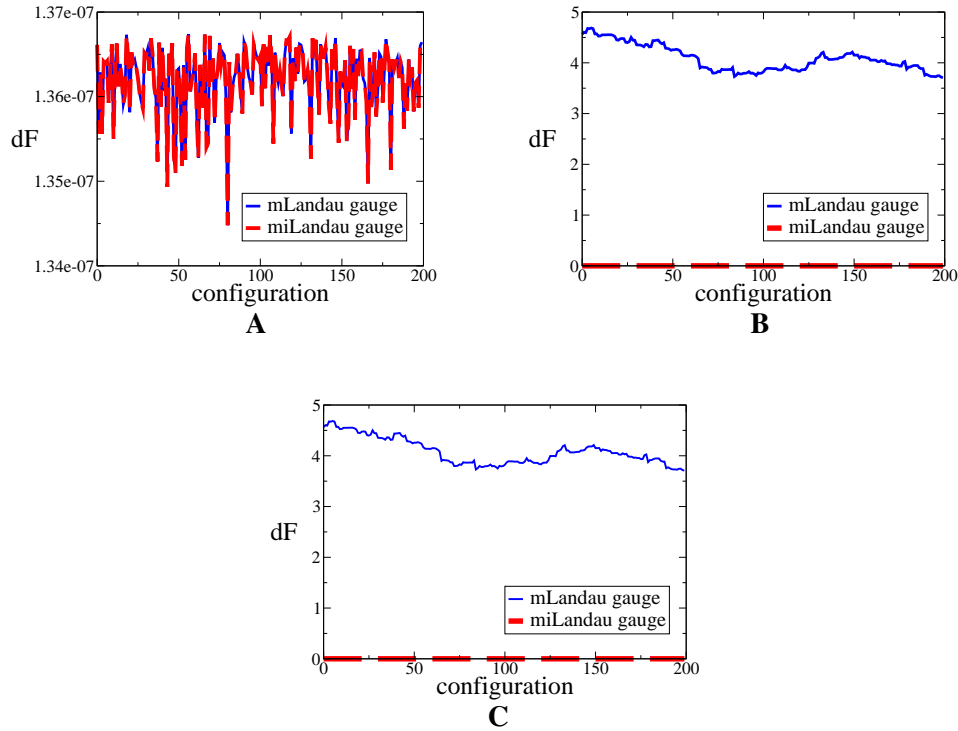 1.37e-07
1.36e-07
dF
1.35e-07
mLandau gauge
miLandau gauge
1.34e-07
0 50 100 150 200
configuration
A
5
4
3
dF
2
1
mLandau gauge
miLandau gauge
0
0 50 100 150 200
configuration
B
5
4
3
dF
2
1
mLandau gauge
miLandau gauge
0
0 50 100 150 200
configuration
C